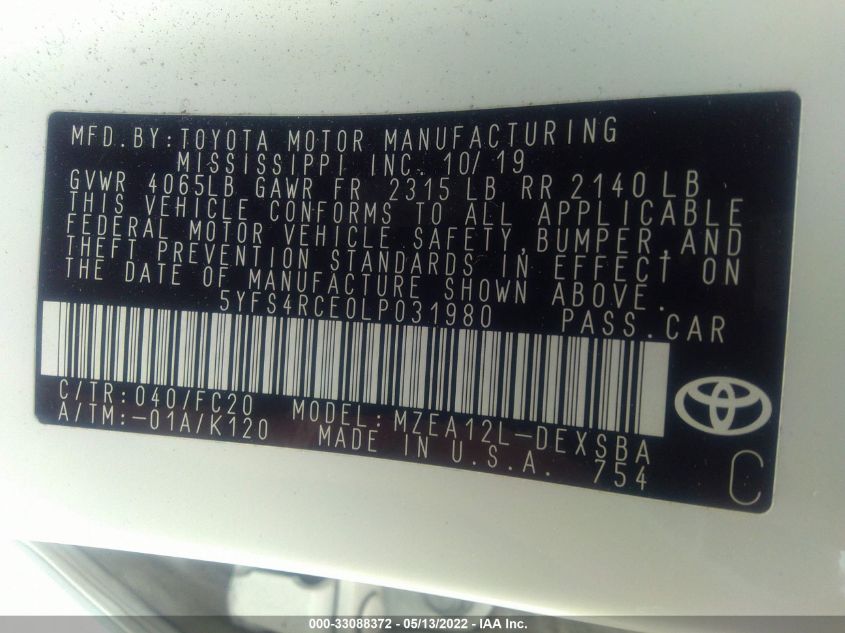 MFD. BY: TOYOTA MOTOR MANUFACTURING
MISSISSIPPI INC. 10/19
GVWR 4065LB GAWR FR 2315 LB RR 2140 LB
THIS VEHICLE CONFORMS TO ALL APPLICABLE
FEDERAL MOTOR VEHICLE SAFETY, BUMPER, AND
THEFT PREVENTION STANDARDS IN EFFECT ON
THE DATE OF MANUFACTURE SHOWN ABOVE.
5YFS4RCE0LP031980 PASS. CAR
C/TR: 040/FC20 MODEL: MZEA12L-DEXSBA
A/TM:-01A/K120 MADE IN U.S.A. 754
C
000-33088372 - 05/13/2022 - IAAI Inc.